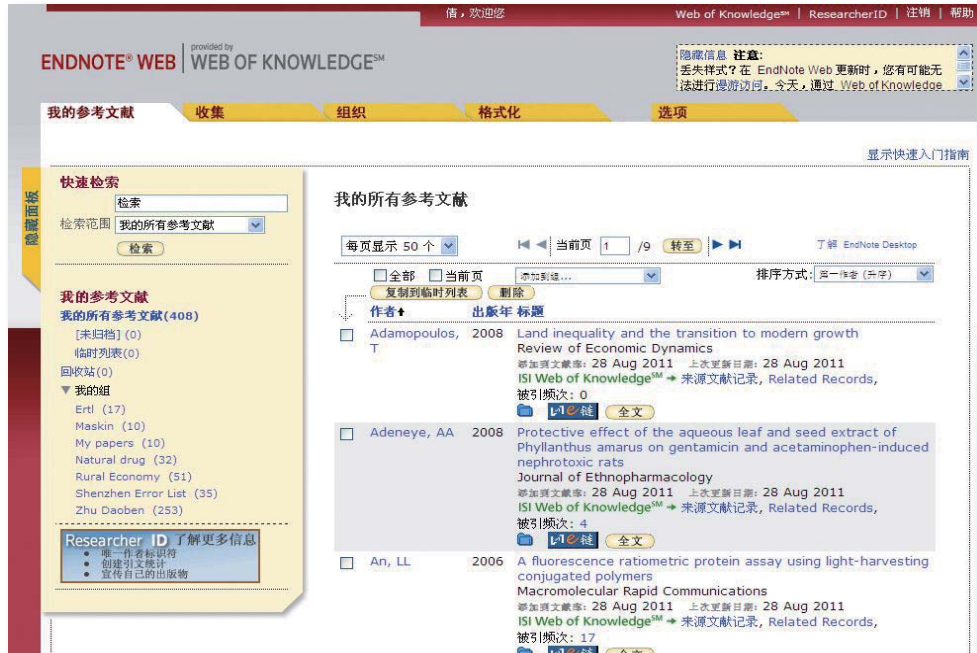 倩，欢迎您
Web of Knowledge℠ | ResearcherID | 注销 | 帮助
ENDNOTE® WEB
provided by
WEB OF KNOWLEDGE℠
隐藏信息 注意:
丢失样式？在 EndNote Web 更新时，您有可能无
法进行漫游访问。今天，通过 Web of Knowledge
我的参考文献 收集 组织 格式化 选项
显示快速入门指南
隐藏面板
快速检索
检索
检索范围 我的所有参考文献
检索
我的参考文献
我的所有参考文献(408)
[未归档] (0)
临时列表(0)
回收站(0)
▼ 我的组
Ertl (17)
Maskin (10)
My papers (10)
Natural drug (32)
Rural Economy (51)
Shenzhen Error List (35)
Zhu Daoben (253)
Researcher ID 了解更多信息
• 唯一作者标识符
• 创建引文统计
• 宣传自己的出版物
我的所有参考文献
每页显示 50 个
当前页 1 /9 转至
了解 EndNote Desktop
全部 当前页 添加到组...
排序方式: 第一作者 (升序)
复制到临时列表 删除
作者↑ 出版年 标题
Adamopoulos, T 2008 Land inequality and the transition to modern growth
Review of Economic Dynamics
添加到文献库: 28 Aug 2011 上次更新日期: 28 Aug 2011
ISI Web of Knowledge℠ → 来源文献记录, Related Records,
被引频次: 0
全文
Adeneye, AA 2008 Protective effect of the aqueous leaf and seed extract of
Phyllanthus amarus on gentamicin and acetaminophen-induced
nephrotoxic rats
Journal of Ethnopharmacology
添加到文献库: 28 Aug 2011 上次更新日期: 28 Aug 2011
ISI Web of Knowledge℠ → 来源文献记录, Related Records,
被引频次: 4
全文
An, LL 2006 A fluorescence ratiometric protein assay using light-harvesting
conjugated polymers
Macromolecular Rapid Communications
添加到文献库: 28 Aug 2011 上次更新日期: 28 Aug 2011
ISI Web of Knowledge℠ → 来源文献记录, Related Records,
被引频次: 17
全文